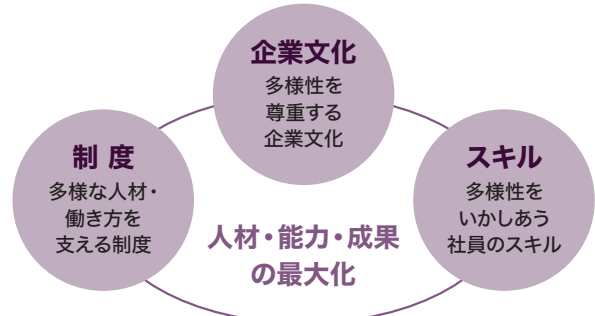 企業文化
多様性を
尊重する
企業文化
制 度
多様な人材・
働き方を
支える制度
スキル
多様性を
いかしあう
社員のスキル
人材・能力・成果
の最大化